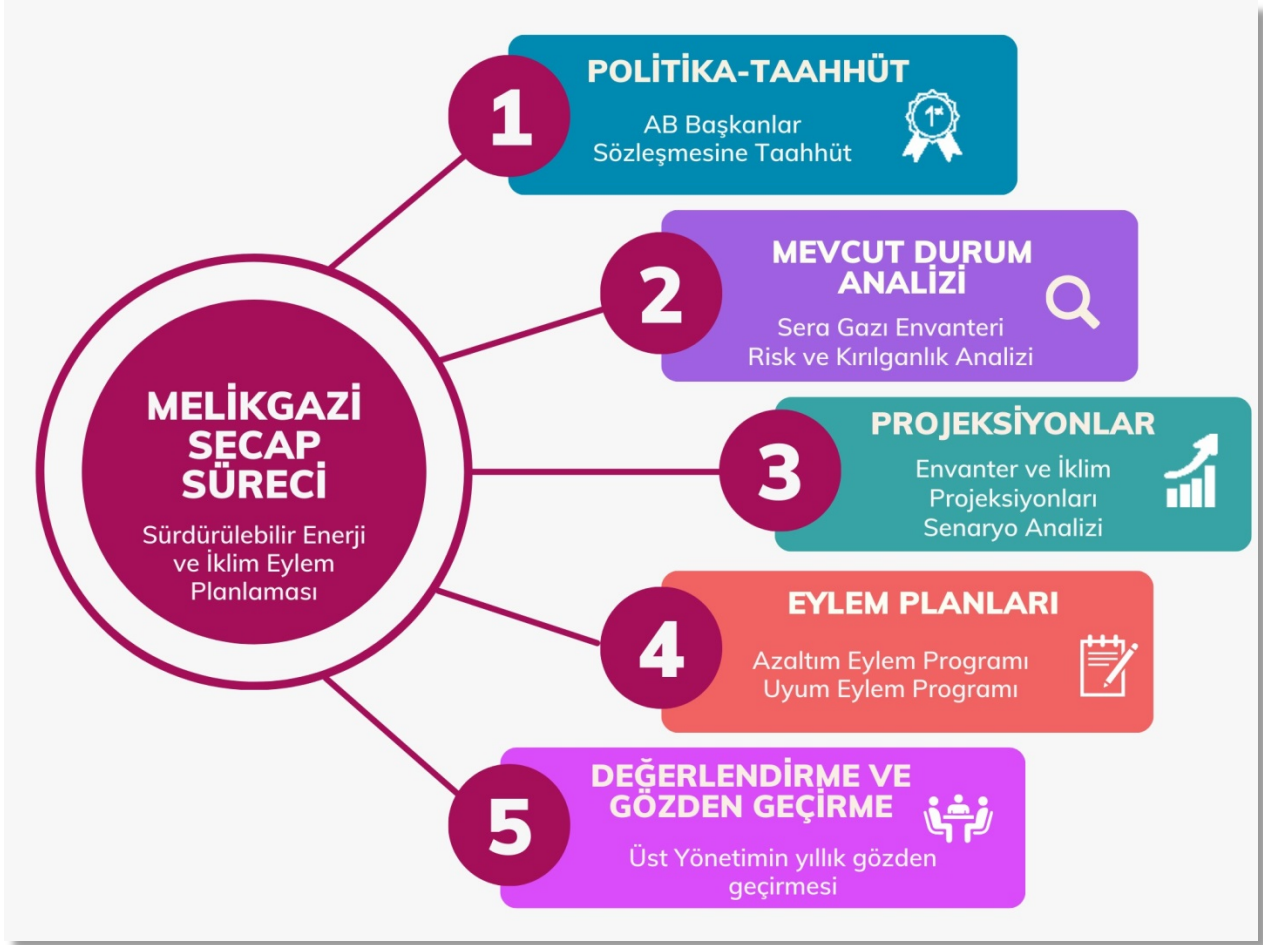 1
POLİTİKA-TAAHHÜT
AB Başkanlar
Sözleşmesine Taahhüt
1st
2
MEVCUT DURUM
ANALİZİ
Sera Gazı Envanteri
Risk ve Kırılganlık Analizi
MELİKGAZİ
SECAP
SÜRECİ
Sürdürülebilir Enerji
ve İklim Eylem
Planlaması
3
PROJEKSİYONLAR
Envanter ve İklim
Projeksiyonları
Senaryo Analizi
4
EYLEM PLANLARI
Azaltım Eylem Programı
Uyum Eylem Programı
5
DEĞERLENDİRME VE
GÖZDEN GEÇİRME
Üst Yönetimin yıllık gözden
geçirmesi